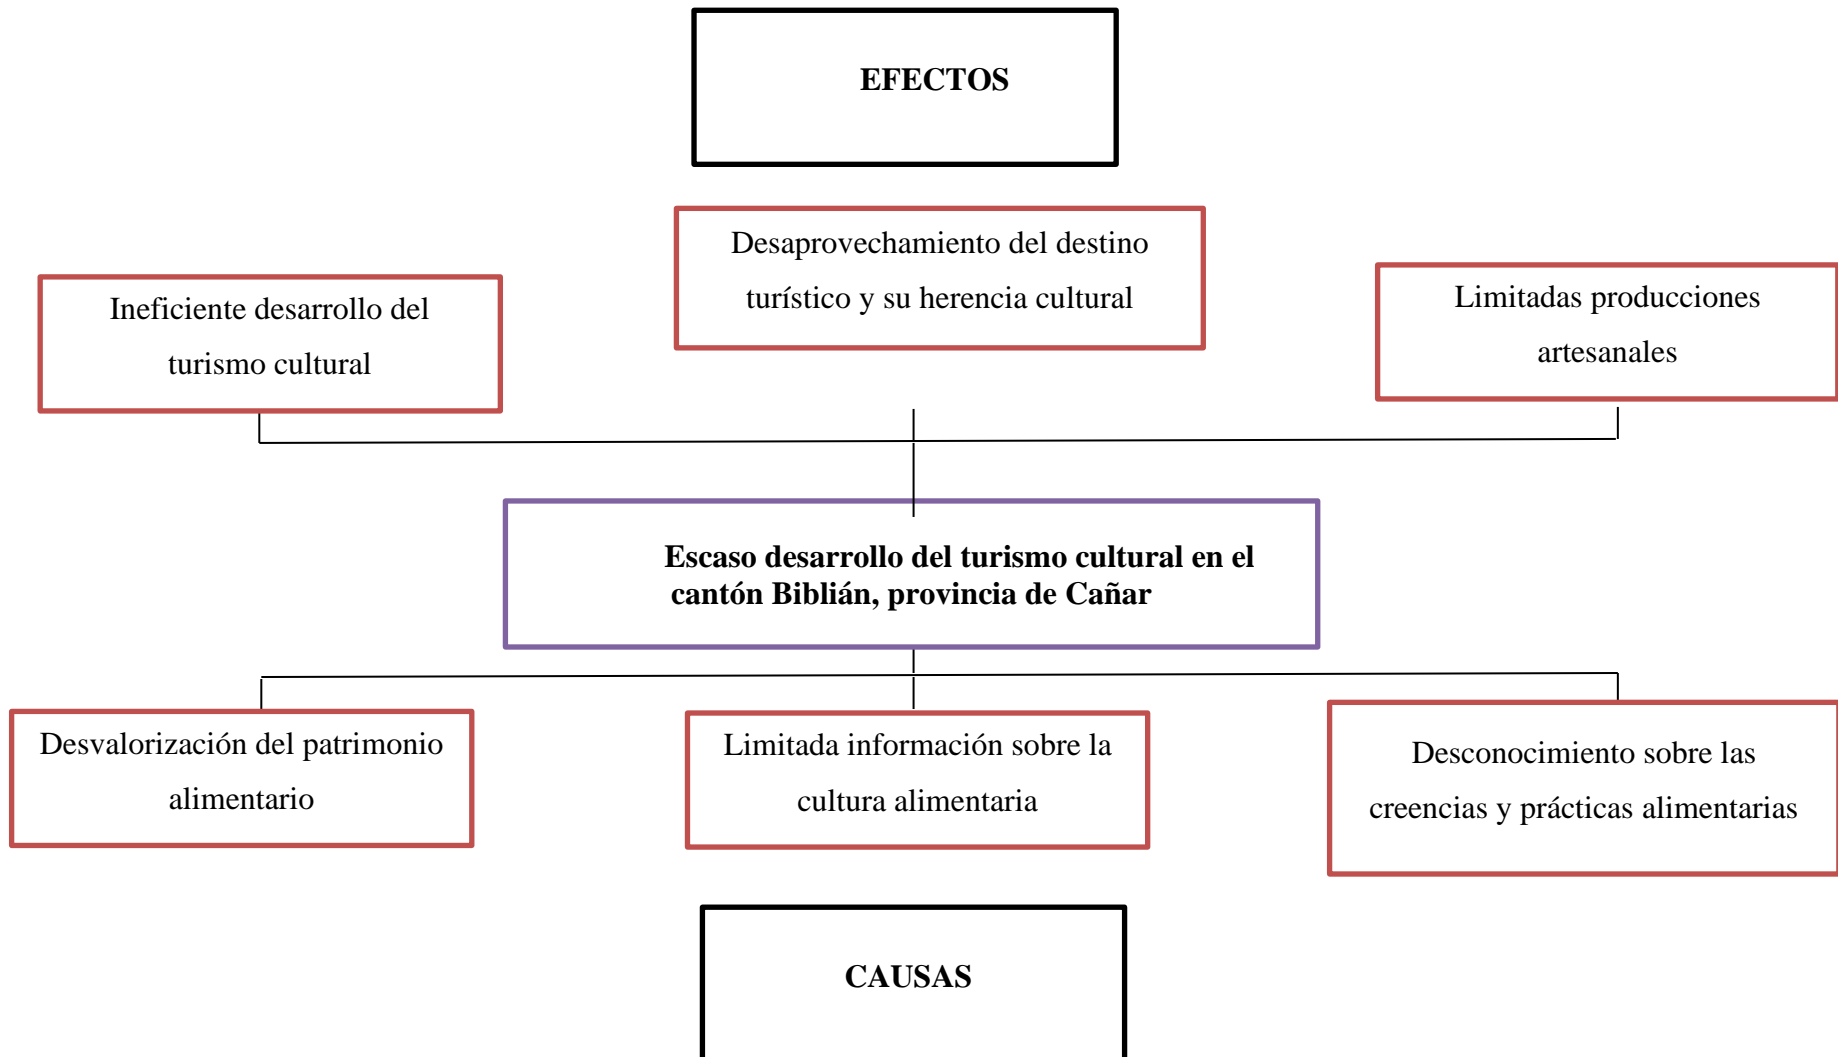 EFECTOS
Desaprovechamiento del destino
turístico y su herencia cultural
Ineficiente desarrollo del
turismo cultural
Limitadas producciones
artesanales
Escaso desarrollo del turismo cultural en el
cantón Biblián, provincia de Cañar
Desvalorización del patrimonio
alimentario
Limitada información sobre la
cultura alimentaria
Desconocimiento sobre las
creencias y prácticas alimentarias
CAUSAS